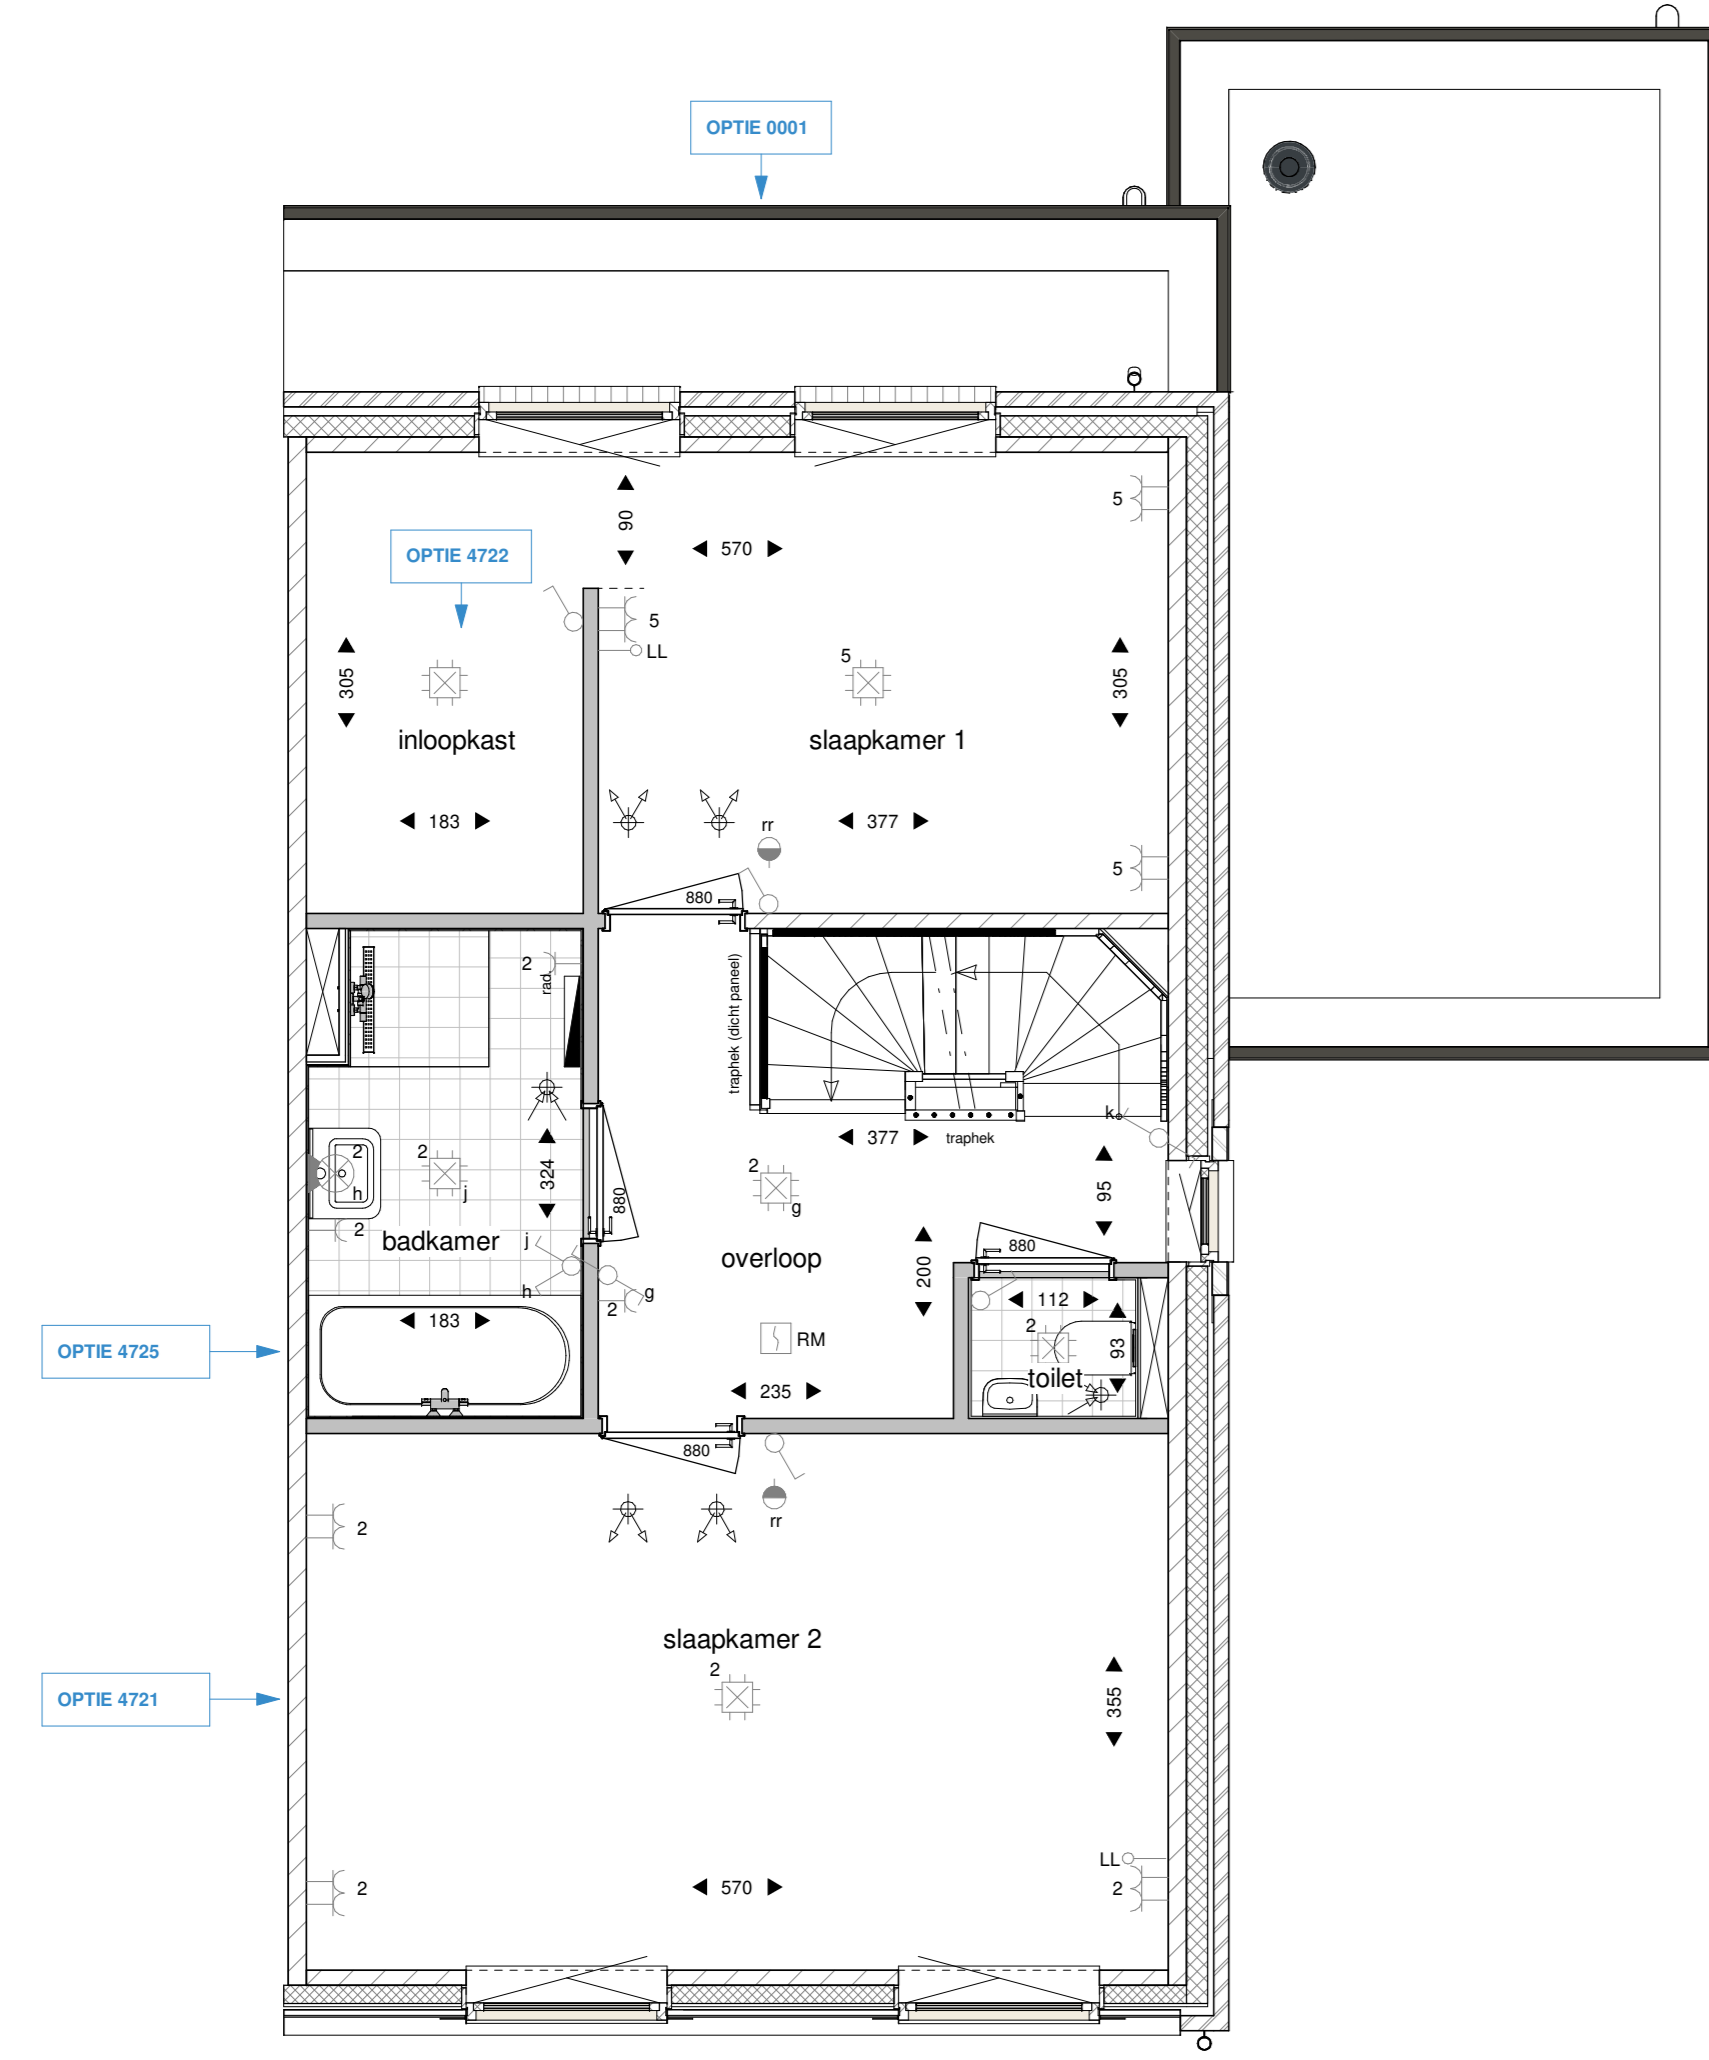 OPTIE 0001
5
90
570
OPTIE 4722
5
LL
5
305
305
inloopkast
slaapkamer 1
183
377
rr
5
880
2
rad.
traphek (dicht paneel)
k
377
traphek
2
h
2
j
324
2
g
95
880
2
badkamer
j
overloop
880
200
h
g
2
112
183
2
93
RM
OPTIE 4725
toilet
235
880
rr
2
slaapkamer 2
2
OPTIE 4721
355
LL
2
570
2